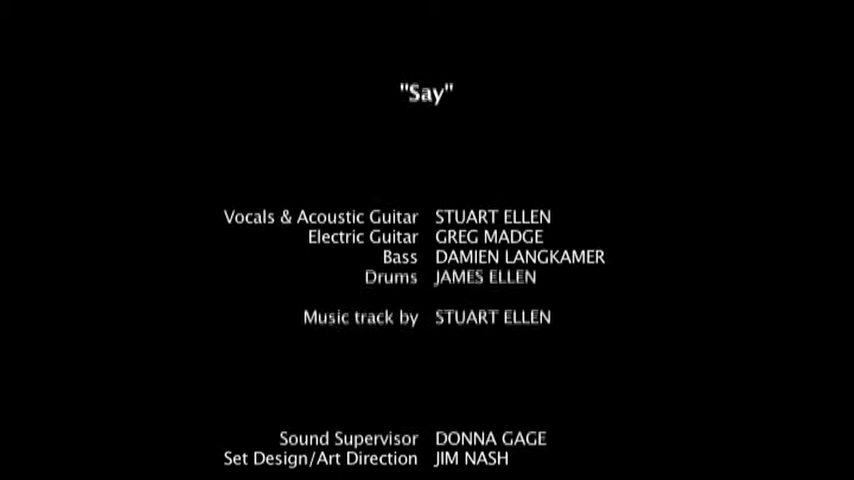 "Say"
Vocals & Acoustic Guitar STUART ELLEN
Electric Guitar GREG MADGE
Bass DAMIEN LANGKAMER
Drums JAMES ELLEN
Music track by STUART ELLEN
Sound Supervisor DONNA GAGE
Set Design/Art Direction JIM NASH